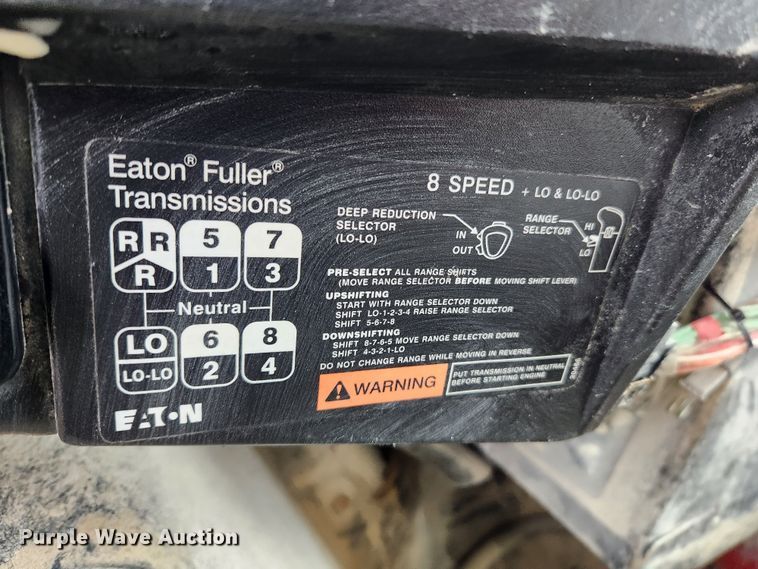 Eaton® Fuller®
Transmissions
8 SPEED + LO & LO-LO
R R 5 7
R 1 3
Neutral
LO 6 8
LO-LO 2 4
DEEP REDUCTION
SELECTOR
(LO-LO)
IN
OUT
RANGE
SELECTOR
HI
LO
PRE-SELECT ALL RANGE SHIFTS
(MOVE RANGE SELECTOR BEFORE MOVING SHIFT LEVER)
UPSHIFTING
START WITH RANGE SELECTOR DOWN
SHIFT LO-1-2-3-4 RAISE RANGE SELECTOR
SHIFT 5-6-7-8
DOWNSHIFTING
SHIFT 8-7-6-5 MOVE RANGE SELECTOR DOWN
SHIFT 4-3-2-1-LO
DO NOT CHANGE RANGE WHILE MOVING IN REVERSE
WARNING
PUT TRANSMISSION IN NEUTRAL
BEFORE STARTING ENGINE
EATON
Purple Wave Auction